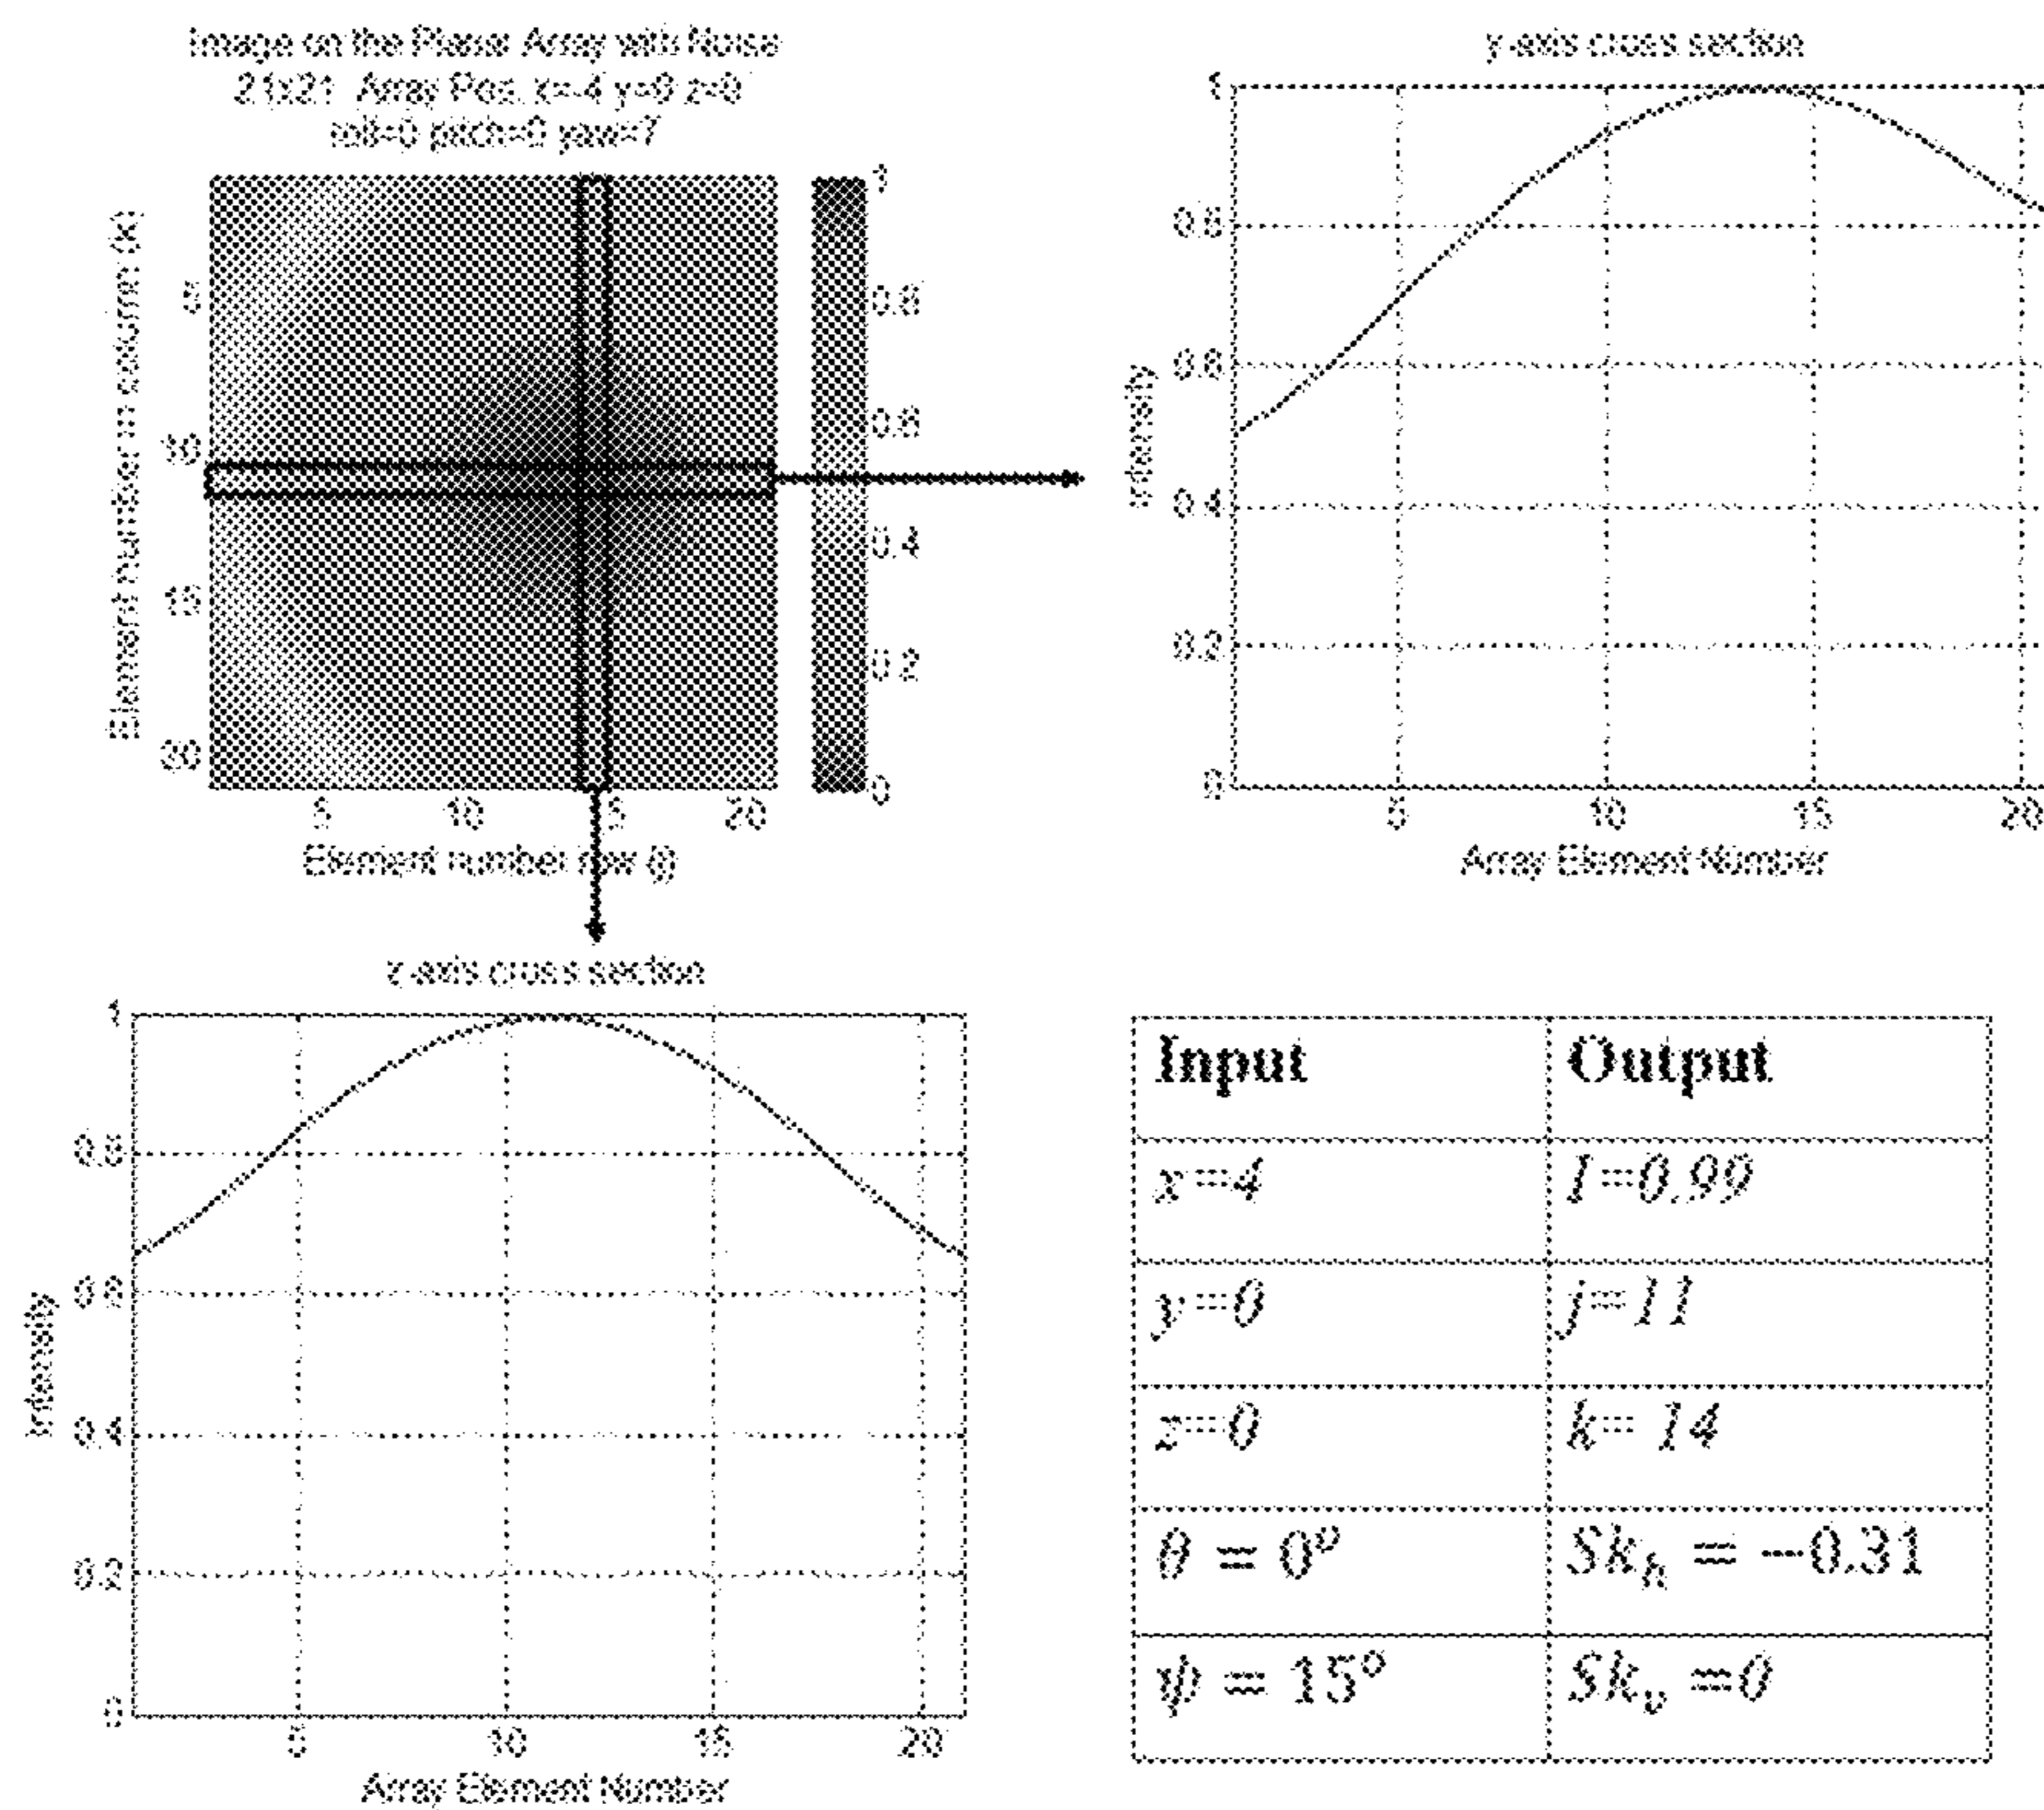 Image on the Planar Array with Noise
21x21 Array Pos. x=-4 y=0 z=0
roll=0 pitch=0 yaw=7
Element number column (k)
5
10
15
20
5
10
5
20
Element number row (j)
1
0.8
0.6
0.4
0.2
0
y-axis cross section
Intensity
1
0.8
0.6
0.4
0.2
0
5
10
15
20
Array Element Number
z-axis cross section
Intensity
1
0.8
0.6
0.4
0.2
0
5
10
15
20
Array Element Number
Input Output
x=4 I=0.99
y=0 j=11
z=0 k= 14
θ = 0° Skₕ = −0.31
ψ = 15° Skᵥ =0